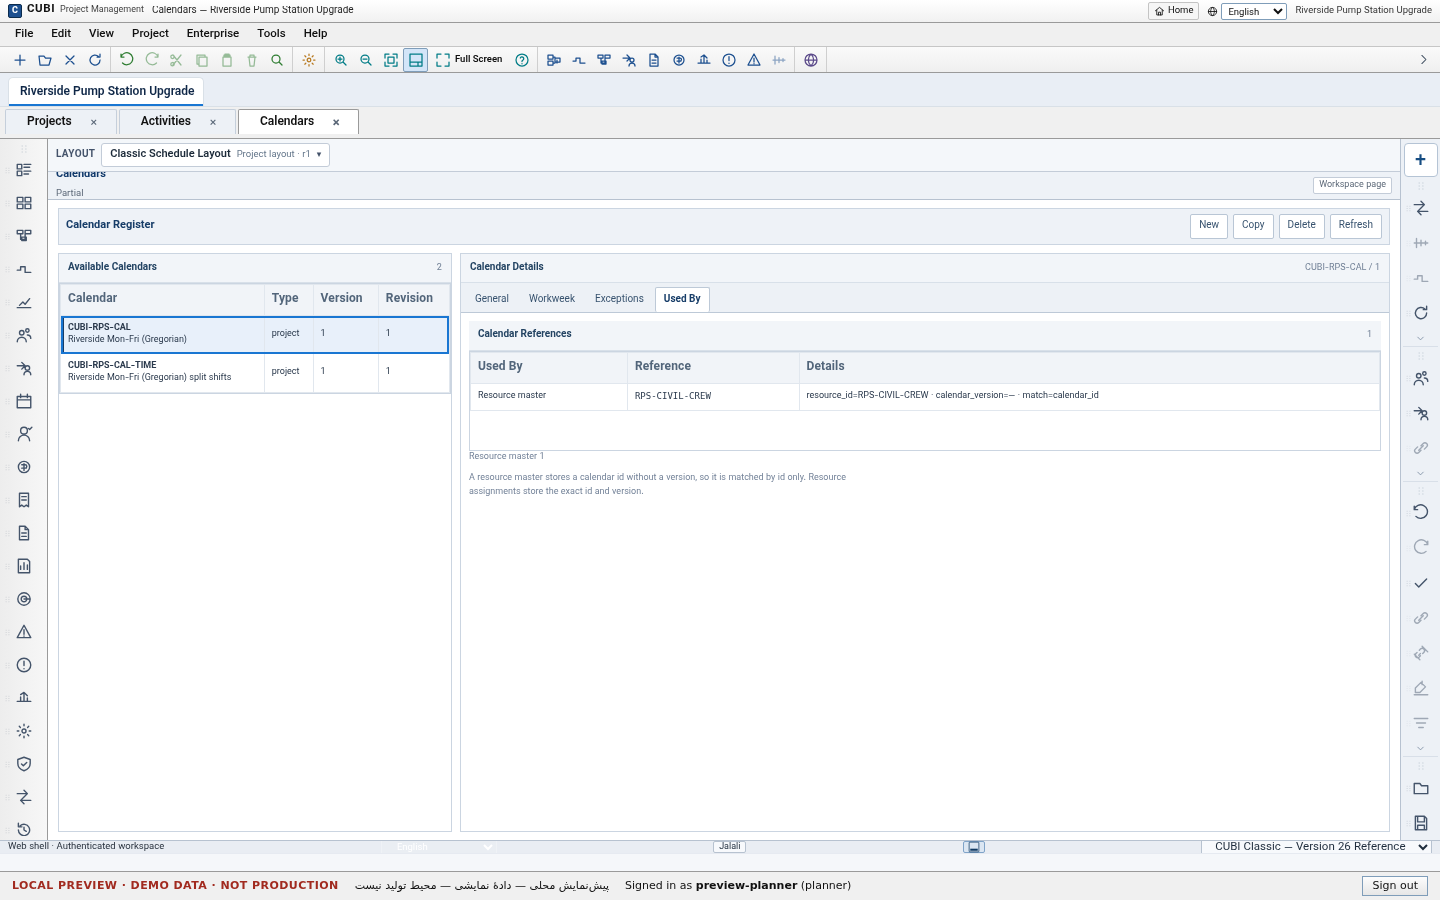 C CUBI Project Management Calendars — Riverside Pump Station Upgrade Home English Riverside Pump Station Upgrade
File Edit View Project Enterprise Tools Help
Full Screen
Riverside Pump Station Upgrade
Projects × Activities × Calendars ×
LAYOUT Classic Schedule Layout Project layout · r1
Calendars
Partial Workspace page
Calendar Register New Copy Delete Refresh
Available Calendars 2
Calendar Type Version Revision
CUBI-RPS-CAL
Riverside Mon-Fri (Gregorian) project 1 1
CUBI-RPS-CAL-TIME
Riverside Mon-Fri (Gregorian) split shifts project 1 1
Calendar Details CUBI-RPS-CAL / 1
General Workweek Exceptions Used By
Calendar References 1
Used By Reference Details
Resource master RPS-CIVIL-CREW resource_id=RPS-CIVIL-CREW · calendar_version=— · match=calendar_id
Resource master 1
A resource master stores a calendar id without a version, so it is matched by id only. Resource
assignments store the exact id and version.
Web shell · Authenticated workspace English Jalali CUBI Classic — Version 26 Reference
LOCAL PREVIEW · DEMO DATA · NOT PRODUCTION پیش‌نمایش محلی — دادهٔ نمایشی — محیط تولید نیست Signed in as preview-planner (planner) Sign out